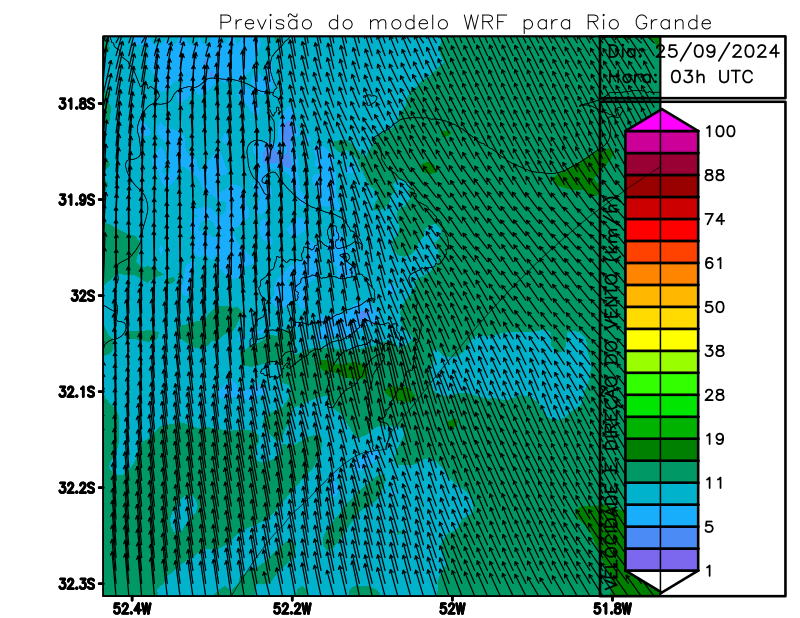 Previsão do modelo WRF para Rio Grande
Dia: 25/09/2024
Hora: 03h UTC
31.8S
31.9S
32S
32.1S
32.2S
32.3S
52.4W
52.2W
52W
51.8W
VELOCIDADE E DIREÇÃO DO VENTO (km/h)
100
88
74
61
50
38
28
19
11
5
1